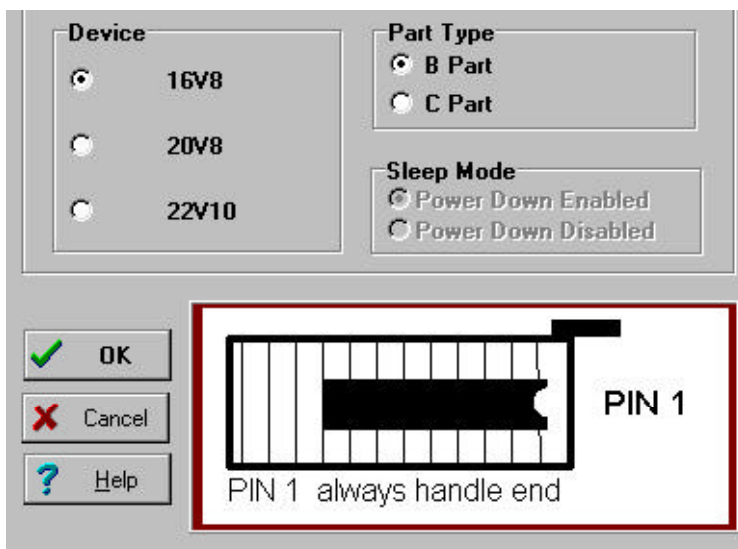 Device
16V8
20V8
22V10
Part Type
B Part
C Part
Sleep Mode
Power Down Enabled
Power Down Disabled
OK
Cancel
Help
PIN 1
PIN 1 always handle end